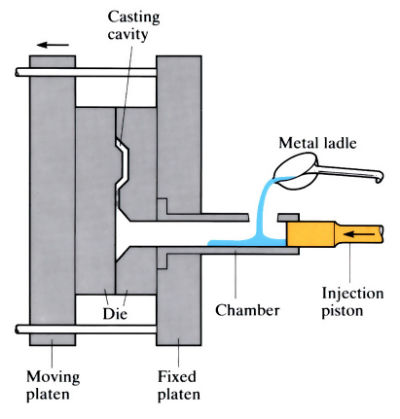 Casting
cavity
Metal ladle
Die
Chamber
Injection
piston
Moving
platen
Fixed
platen